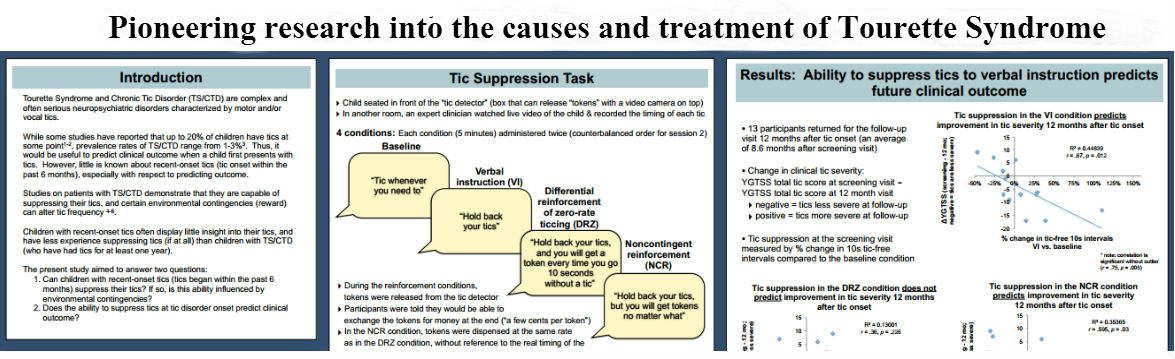 Pioneering research into the causes and treatment of Tourette Syndrome
Introduction
Tourette Syndrome and Chronic Tic Disorder (TS/CTD) are complex and
often serious neuropsychiatric disorders characterized by motor and/or
vocal tics.
While some studies have reported that up to 20% of children have tics at
some point¹⁻², prevalence rates of TS/CTD range from 1-3%³. Thus, it
would be useful to predict clinical outcome when a child first presents with
tics. However, little is known about recent-onset tics (tic onset within the
past 6 months), especially with respect to predicting outcome.
Studies on patients with TS/CTD demonstrate that they are capable of
suppressing their tics, and certain environmental contingencies (reward)
can alter tic frequency
Children with recent-onset tics often display little insight into their tics, and
have less experience suppressing tics (if at all) than children with TS/CTD
(who have had tics for at least one year).
The present study aimed to answer two questions:
1. Can children with recent-onset tics (tics began within the past 6
months) suppress their tics? If so, is this ability influenced by
environmental contingencies?
2. Does the ability to suppress tics at tic disorder onset predict clinical
outcome?
Tic Suppression Task
Child seated in front of the "tic detector" (box that can release "tokens" with a video camera on top)
In another room, an expert clinician watched live video of the child & recorded the timing of each tic
4 conditions: Each condition (5 minutes) administered twice (counterbalanced order for session 2)
Baseline
"Tic whenever
you need to"
Verbal
instruction (VI)
"Hold back
your tics"
Differential
reinforcement
of zero-rate
ticcing (DRZ)
"Hold back your tics,
and you will get a
token every time you go
10 seconds
without a tic"
Noncontingent
reinforcement
(NCR)
"Hold back your tics,
but you will get tokens
no matter what"
During the reinforcement conditions,
tokens were released from the tic detector
Participants were told they would be able to
exchange the tokens for money at the end ("a few cents per token")
In the NCR condition, tokens were dispensed at the same rate
as in the DRZ condition, without reference to the real timing of the
Results: Ability to suppress tics to verbal instruction predicts
future clinical outcome
• 13 participants returned for the follow-up
visit 12 months after tic onset (an average
of 8.6 months after screening visit)
• Change in clinical tic severity:
YGTSS total tic score at screening visit –
YGTSS total tic score at 12 month visit
negative = tics less severe at follow-up
positive = tics more severe at follow-up
• Tic suppression at the screening visit
measured by % change in 10s tic-free
intervals compared to the baseline condition
Tic suppression in the VI condition predicts
improvement in tic severity 12 months after tic onset
R² = 0.44839
r = .67, p = .012
ΔYGTSS (screening - 12 mo;
negative = tics are less severe)
15
10
5
-50% -25% 0% 25% 50% 75% 100% 125% 150%
-5
-10
-15
-20
% change in tic-free 10s intervals
VI vs. baseline
* note: correlation is
significant without outlier
(r = .75, p = .005)
Tic suppression in the DRZ condition does not
predict improvement in tic severity 12 months
after tic onset
15
10
5
R² = 0.13001
r = .36, p = .228
Tic suppression in the NCR condition
predicts improvement in tic severity
12 months after tic onset
15
10
5
R² = 0.35365
r = .595, p = .03